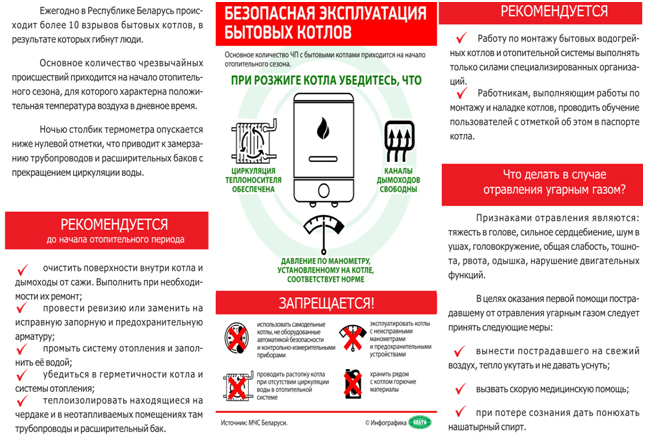 Ежегодно в Республике Беларусь проис-
ходит более 10 взрывов бытовых котлов, в
результате которых гибнут люди.
Основное количество чрезвычайных
происшествий приходится на начало отопитель-
ного сезона, для которого характерна положи-
тельная температура воздуха в дневное время.
Ночью столбик термометра опускается
ниже нулевой отметки, что приводит к замерза-
нию трубопроводов и расширительных баков с
прекращением циркуляции воды.
РЕКОМЕНДУЕТСЯ
до начала отопительного периода
очистить поверхности внутри котла и
дымоходы от сажи. Выполнить при необходи-
мости их ремонт;
провести ревизию или заменить на
исправную запорную и предохранительную
арматуру;
промыть систему отопления и запол-
нить её водой;
убедиться в герметичности котла и
системы отопления;
теплоизолировать находящиеся на
чердаке и в неотапливаемых помещениях там
трубопроводы и расширительный бак.
БЕЗОПАСНАЯ ЭКСПЛУАТАЦИЯ
БЫТОВЫХ КОТЛОВ
Основное количество ЧП с бытовыми котлами приходится на начало
отопительного сезона.
ПРИ РОЗЖИГЕ КОТЛА УБЕДИТЕСЬ, ЧТО
ЦИРКУЛЯЦИЯ
ТЕПЛОНОСИТЕЛЯ
ОБЕСПЕЧЕНА
КАНАЛЫ
ДЫМОХОДОВ
СВОБОДНЫ
ДАВЛЕНИЕ ПО МАНОМЕТРУ,
УСТАНОВЛЕННОМУ НА КОТЛЕ,
СООТВЕТСТВУЕТ НОРМЕ
ЗАПРЕЩАЕТСЯ!
использовать самодельные
котлы, не оборудованные
автоматикой безопасности
и контрольно-измерительными
приборами
эксплуатировать котлы
с неисправными
манометрами
и предохранительными
устройствами
проводить растопку котла
при отсутствии циркуляции
воды в отопительной
системе
хранить рядом
с котлом горючие
материалы
Источник: МЧС Беларуси.
© Инфографика
РЕКОМЕНДУЕТСЯ
Работу по монтажу бытовых водогрей-
ных котлов и отопительной системы выполнять
только силами специализированных организа-
ций.
Работникам, выполняющим работы по
монтажу и наладке котлов, проводить обучение
пользователей с отметкой об этом в паспорте
котла.
Что делать в случае
отравления угарным газом?
Признаками отравления являются:
тяжесть в голове, сильное сердцебиение, шум в
ушах, головокружение, общая слабость, тошно-
та, рвота, одышка, нарушение двигательных
функций.
В целях оказания первой помощи постра-
давшему от отравления угарным газом следует
принять следующие меры:
вынести пострадавшего на свежий
воздух, тепло укутать и не давать уснуть;
вызвать скорую медицинскую помощь;
при потере сознания дать понюхать
нашатырный спирт.